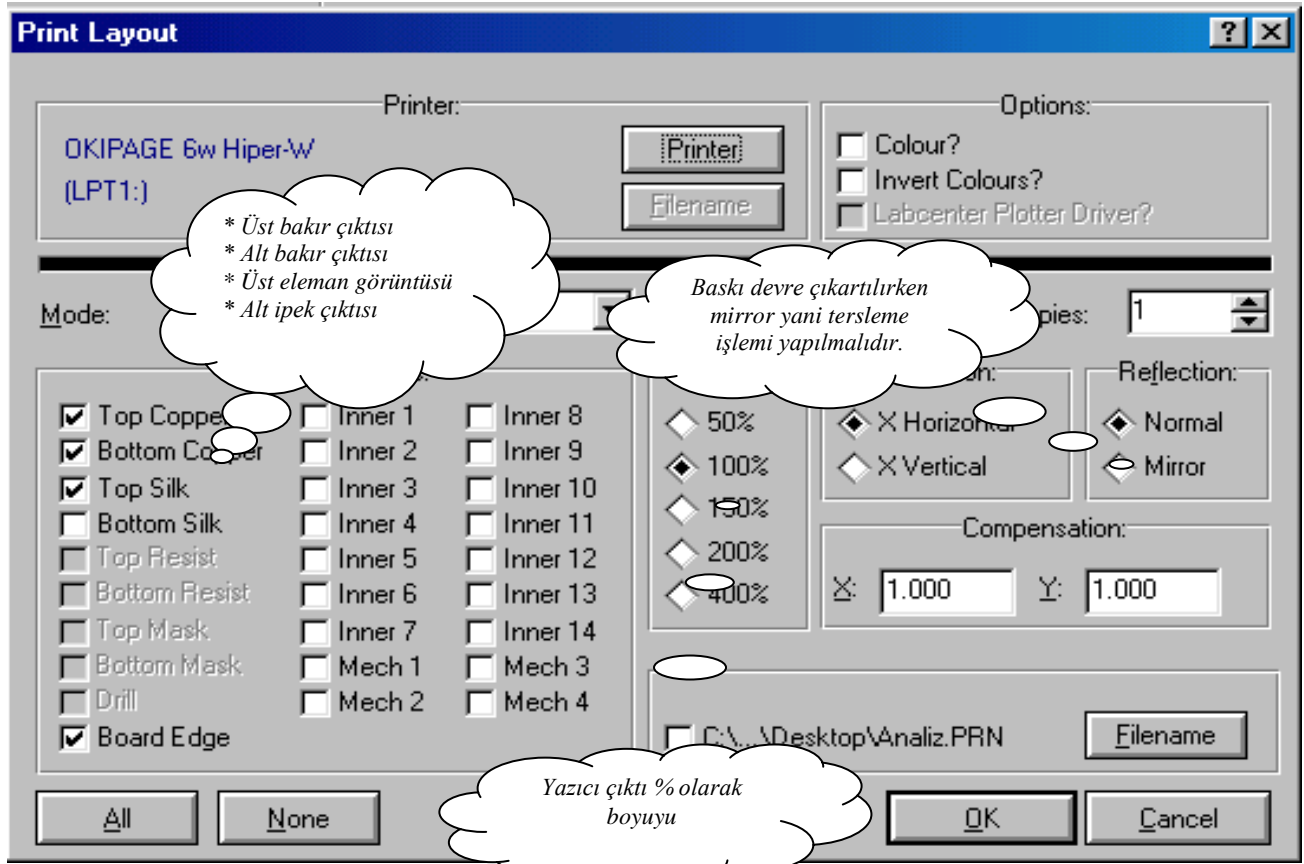 Print Layout
Printer:
OKIPAGE 6w Hiper-W
(LPT1:)
Printer
Filename
Options:
Colour?
Invert Colours?
Labcenter Plotter Driver?
* Üst bakır çıktısı
* Alt bakır çıktısı
* Üst eleman görüntüsü
* Alt ipek çıktısı
Baskı devre çıkartılırken
mirror yani tersleme
işlemi yapılmalıdır.
Mode:
1
Top Copper
Bottom Copper
Top Silk
Bottom Silk
Top Resist
Bottom Resist
Top Mask
Bottom Mask
Drill
Board Edge
Inner 1
Inner 2
Inner 3
Inner 4
Inner 5
Inner 6
Inner 7
Mech 1
Mech 2
Inner 8
Inner 9
Inner 10
Inner 11
Inner 12
Inner 13
Inner 14
Mech 3
Mech 4
50%
100%
150%
200%
400%
X Horizontal
X Vertical
Reflection:
Normal
Mirror
Compensation:
X: 1.000 Y: 1.000
C:\...\Desktop\Analiz.PRN
Filename
Yazıcı çıktı % olarak
boyuyu
All
None
OK
Cancel